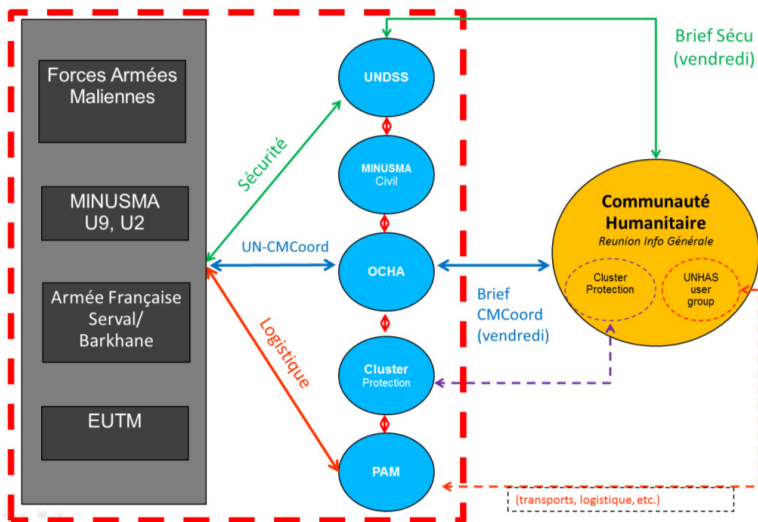 Forces Armées
Maliennes
MINUSMA
U9, U2
Armée Française
Serval/
Barkhane
EUTM
Sécurité
UN-CMCoord
Logistique
UNDSS
MINUSMA
Civil
OCHA
Cluster
Protection
PAM
Brief Sécu
(vendredi)
Brief
CMCoord
(vendredi)
Communauté
Humanitaire
Reunion Info Générale
Cluster
Protection
UNHAS
user
group
(transports, logistique, etc.)